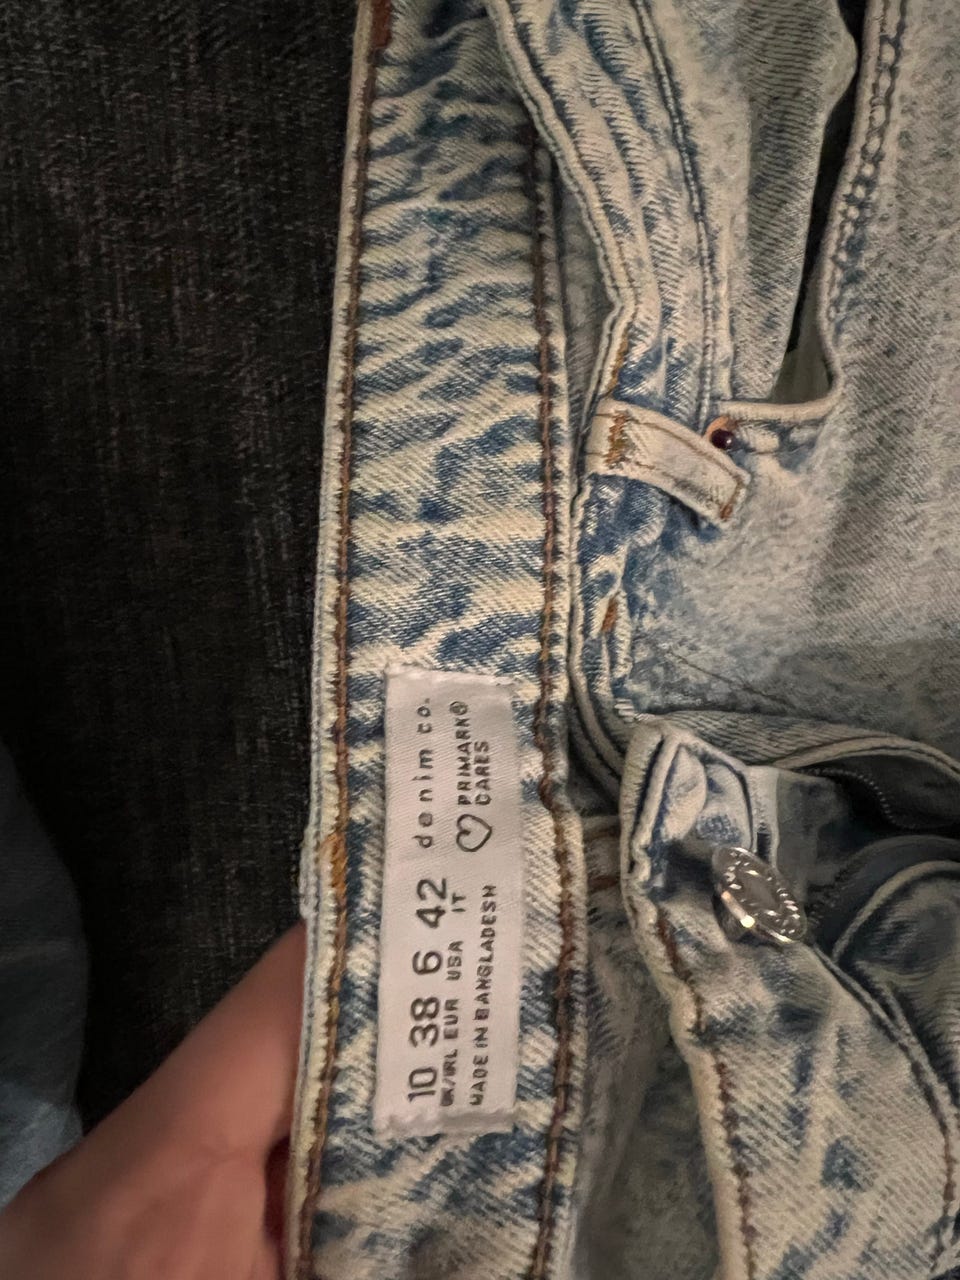 10 38 6 42 denim co.
UK/IRL EUR USA IT
PRIMARK®
CARES
MADE IN BANGLADESH